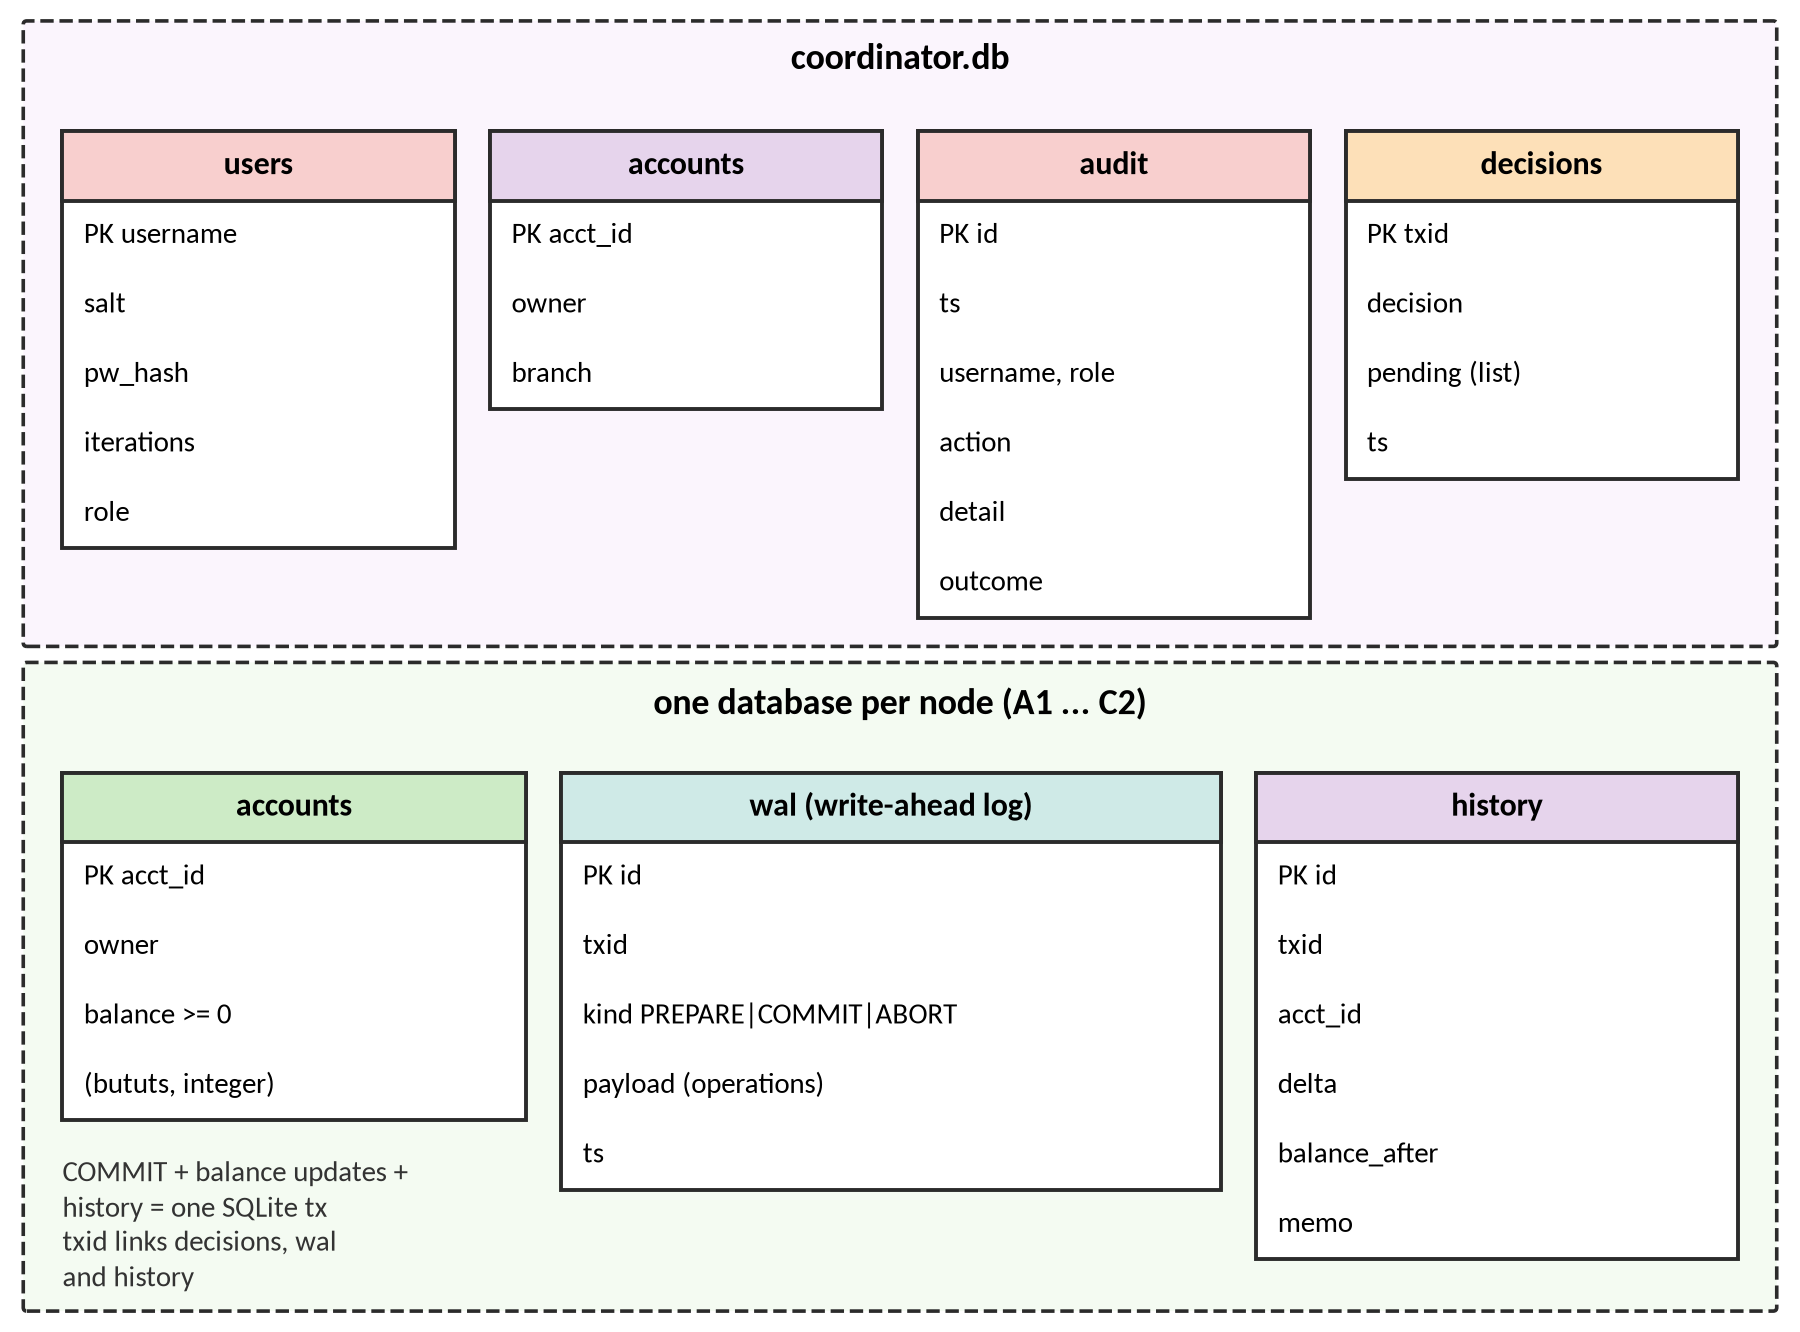 coordinator.db
users
PK username
salt
pw_hash
iterations
role
accounts
PK acct_id
owner
branch
audit
PK id
ts
username, role
action
detail
outcome
decisions
PK txid
decision
pending (list)
ts
one database per node (A1 ... C2)
accounts
PK acct_id
owner
balance >= 0
(bututs, integer)
COMMIT + balance updates +
history = one SQLite tx
txid links decisions, wal
and history
wal (write-ahead log)
PK id
txid
kind PREPARE|COMMIT|ABORT
payload (operations)
ts
history
PK id
txid
acct_id
delta
balance_after
memo